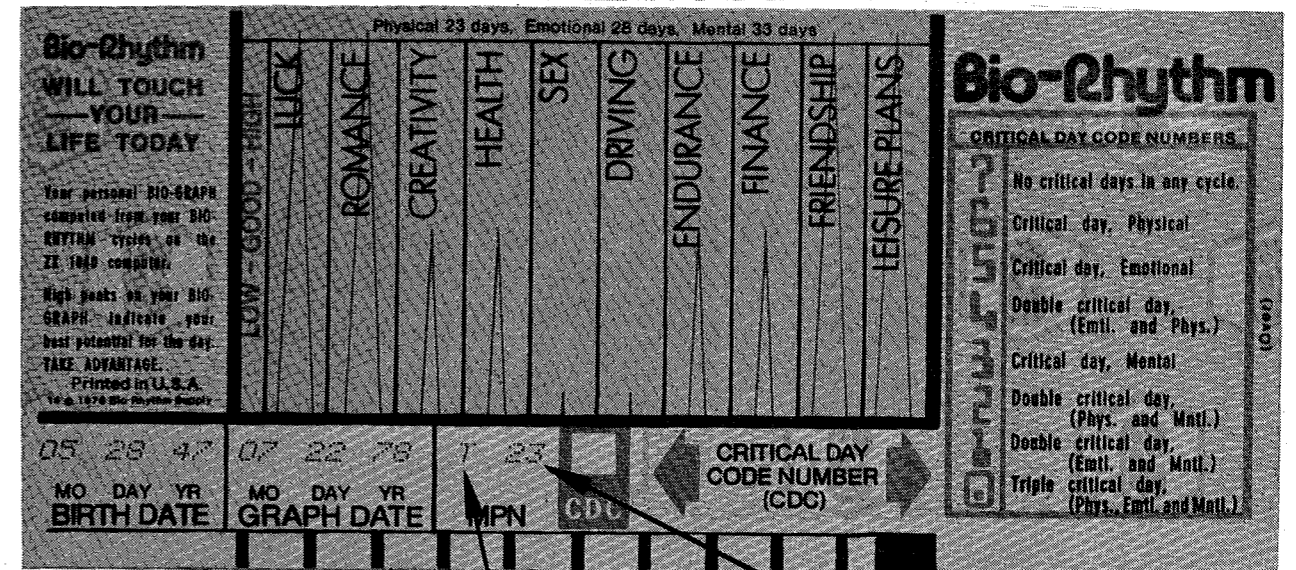 Bio-Rhythm
WILL TOUCH
YOUR
LIFE TODAY
Your personal BIO-GRAPH
computed from your BIO-
RHYTHM cycles on the
computer.
High peaks on your BIO-
GRAPH indicate your
best potential for the day.
TAKE ADVANTAGE.
Printed in U.S.A.
© 1978 Bio Rhythm Supply
Physical 23 days, Emotional 28 days, Mental 33 days
LOW – GOOD – HIGH
LUCK
ROMANCE
CREATIVITY
HEALTH
SEX
DRIVING
ENDURANCE
FINANCE
FRIENDSHIP
LEISURE PLANS
05 28 47
MO DAY YR
BIRTH DATE
07 22 78
MO DAY YR
GRAPH DATE
23
MPN
CDC
CRITICAL DAY
CODE NUMBER
(CDC)
Bio-Rhythm
CRITICAL DAY CODE NUMBERS
7 No critical days in any cycle.
6 Critical day, Physical
5 Critical day, Emotional
4 Double critical day,
(Emtl. and Phys.)
3 Critical day, Mental
2 Double critical day,
(Phys. and Mntl.)
1 Double critical day,
(Emtl. and Mntl.)
0 Triple critical day,
(Phys., Emtl. and Mntl.)
(over)